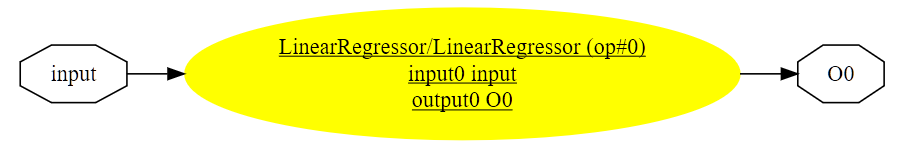 input
LinearRegressor/LinearRegressor (op#0)
input0 input
output0 O0
O0